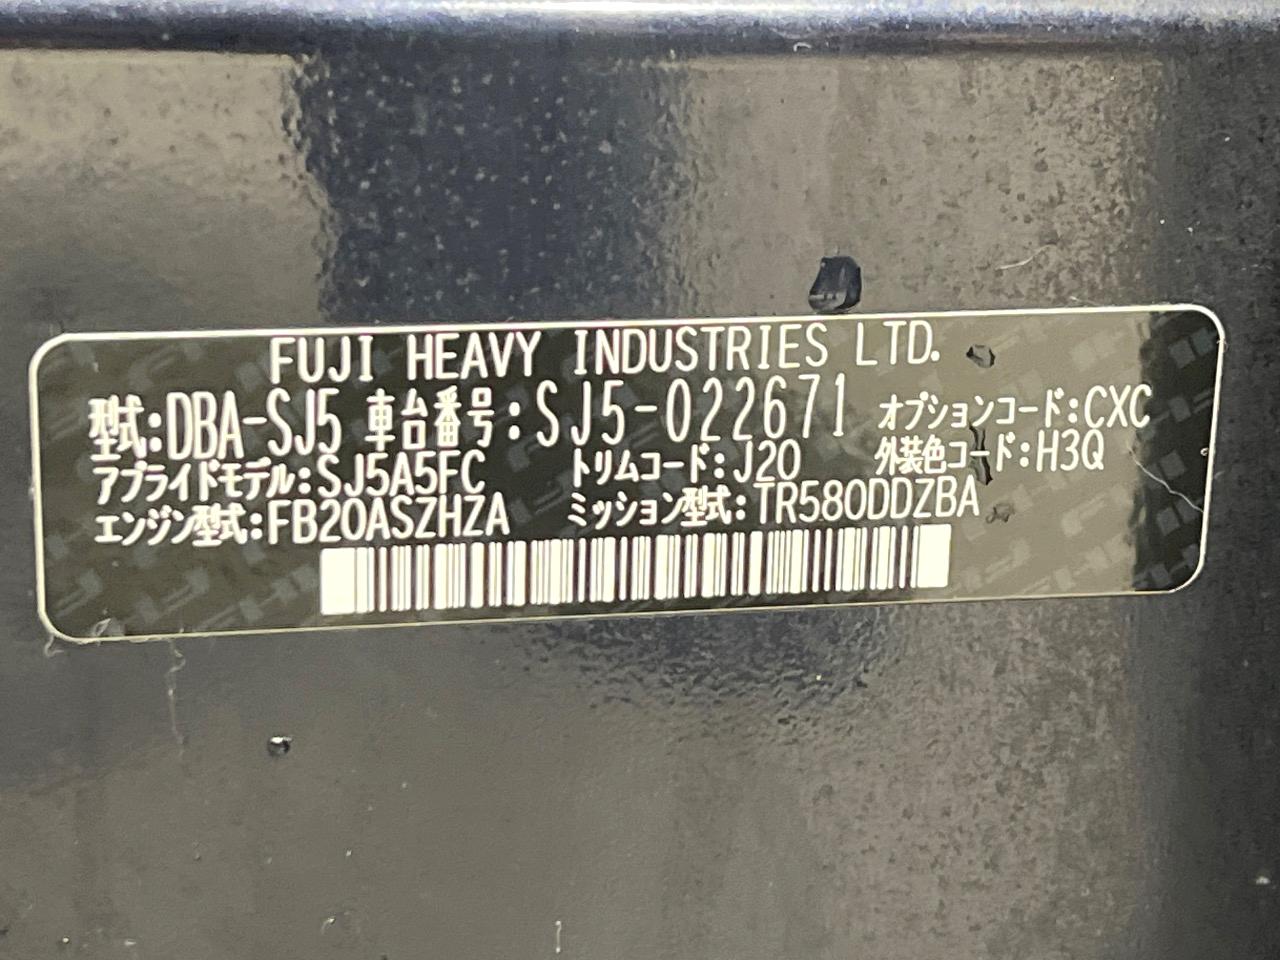 FUJI HEAVY INDUSTRIES LTD.
型式:DBA-SJ5 車台番号:SJ5-022671 オプションコード:CXC
アプライドモデル:SJ5A5FC トリムコード:J20 外装色コード:H3Q
エンジン型式:FB20ASZHZA ミッション型式:TR580DDZBA